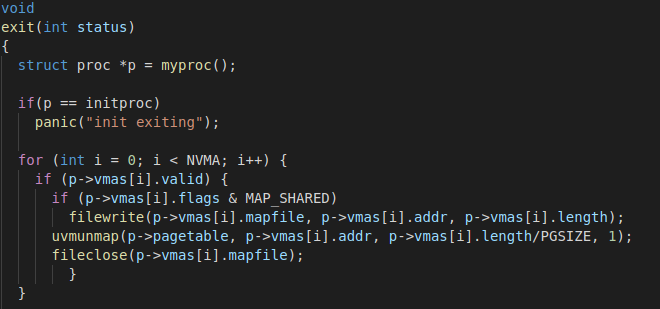 void
exit(int status)
{
  struct proc *p = myproc();

  if(p == initproc)
    panic("init exiting");

  for (int i = 0; i < NVMA; i++) {
    if (p->vmas[i].valid) {
      if (p->vmas[i].flags & MAP_SHARED)
        filewrite(p->vmas[i].mapfile, p->vmas[i].addr, p->vmas[i].length);
      uvmunmap(p->pagetable, p->vmas[i].addr, p->vmas[i].length/PGSIZE, 1);
      fileclose(p->vmas[i].mapfile);
        }
  }